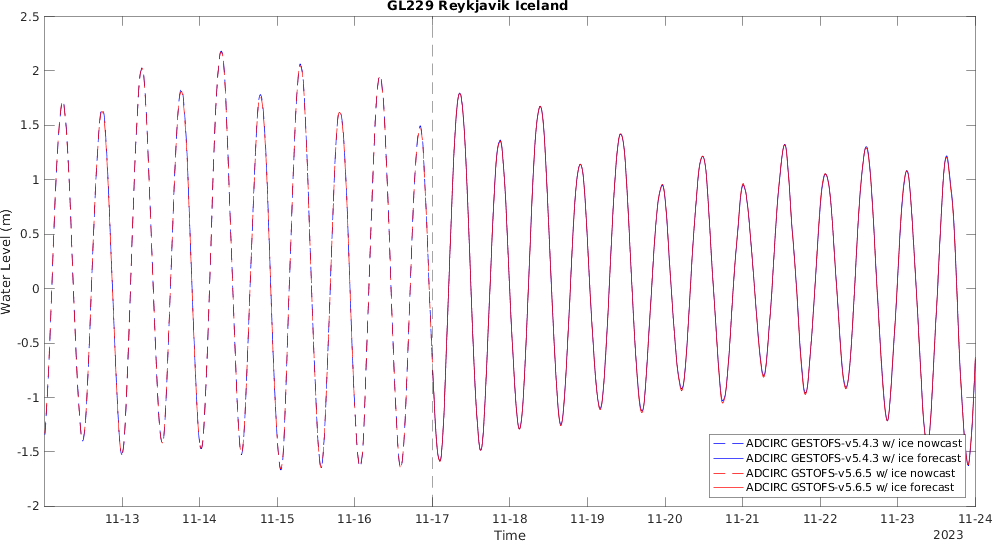 GL229 Reykjavik Iceland
2.5
2
1.5
1
0.5
0
-0.5
-1
-1.5
-2
Water Level (m)
ADCIRC GESTOFS-v5.4.3 w/ ice nowcast
ADCIRC GESTOFS-v5.4.3 w/ ice forecast
ADCIRC GSTOFS-v5.6.5 w/ ice nowcast
ADCIRC GSTOFS-v5.6.5 w/ ice forecast
11-13 11-14 11-15 11-16 11-17 11-18 11-19 11-20 11-21 11-22 11-23 11-24
Time
2023